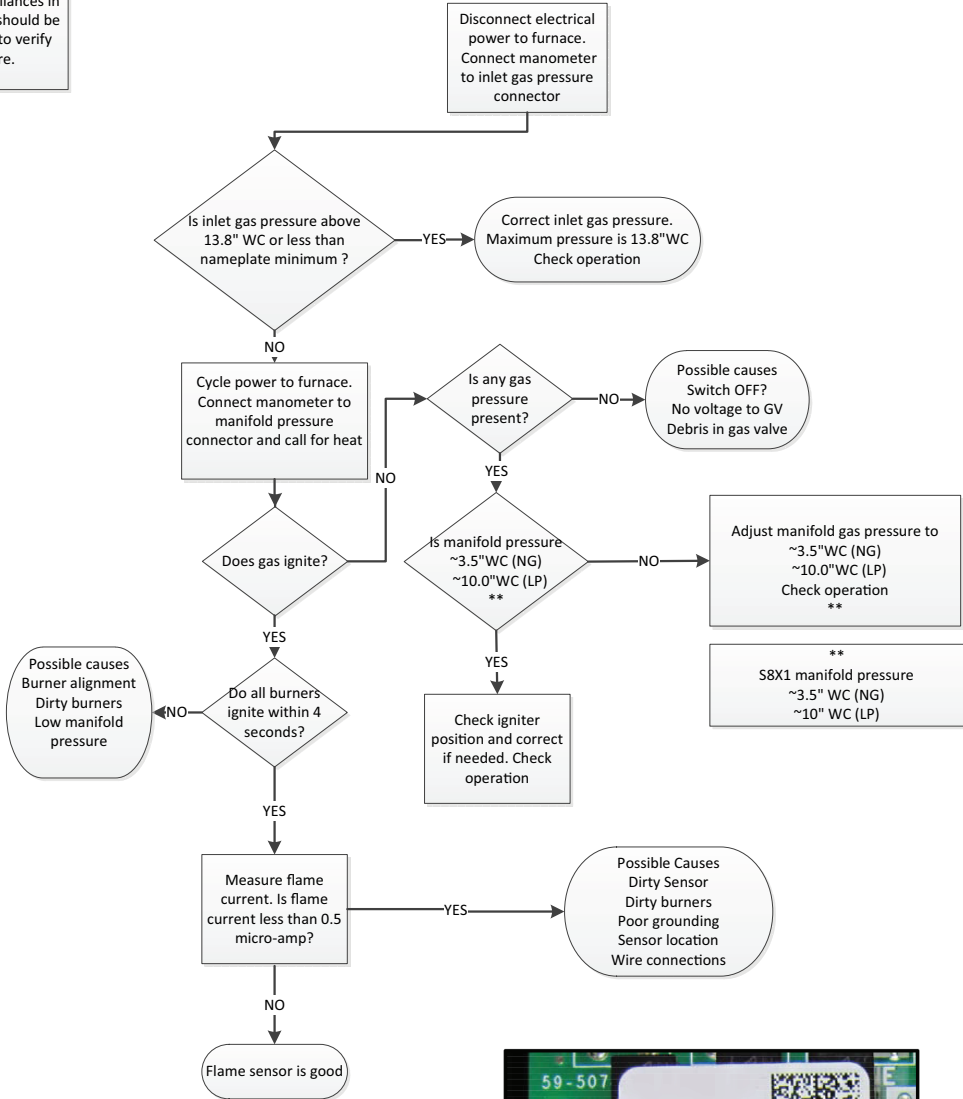 liances in
should be
to verify
re.
Disconnect electrical
power to furnace.
Connect manometer
to inlet gas pressure
connector
Is inlet gas pressure above
13.8" WC or less than
nameplate minimum ?
YES
Correct inlet gas pressure.
Maximum pressure is 13.8"WC
Check operation
NO
Cycle power to furnace.
Connect manometer to
manifold pressure
connector and call for heat
NO
Is any gas
pressure
present?
NO
Possible causes
Switch OFF?
No voltage to GV
Debris in gas valve
YES
Does gas ignite?
Is manifold pressure
~3.5"WC (NG)
~10.0"WC (LP)
**
NO
Adjust manifold gas pressure to
~3.5"WC (NG)
~10.0"WC (LP)
Check operation
**
**
S8X1 manifold pressure
~3.5" WC (NG)
~10" WC (LP)
YES
Check igniter
position and correct
if needed. Check
operation
YES
Do all burners
ignite within 4
seconds?
NO
Possible causes
Burner alignment
Dirty burners
Low manifold
pressure
YES
Measure flame
current. Is flame
current less than 0.5
micro-amp?
YES
Possible Causes
Dirty Sensor
Dirty burners
Poor grounding
Sensor location
Wire connections
NO
Flame sensor is good
59-507
E